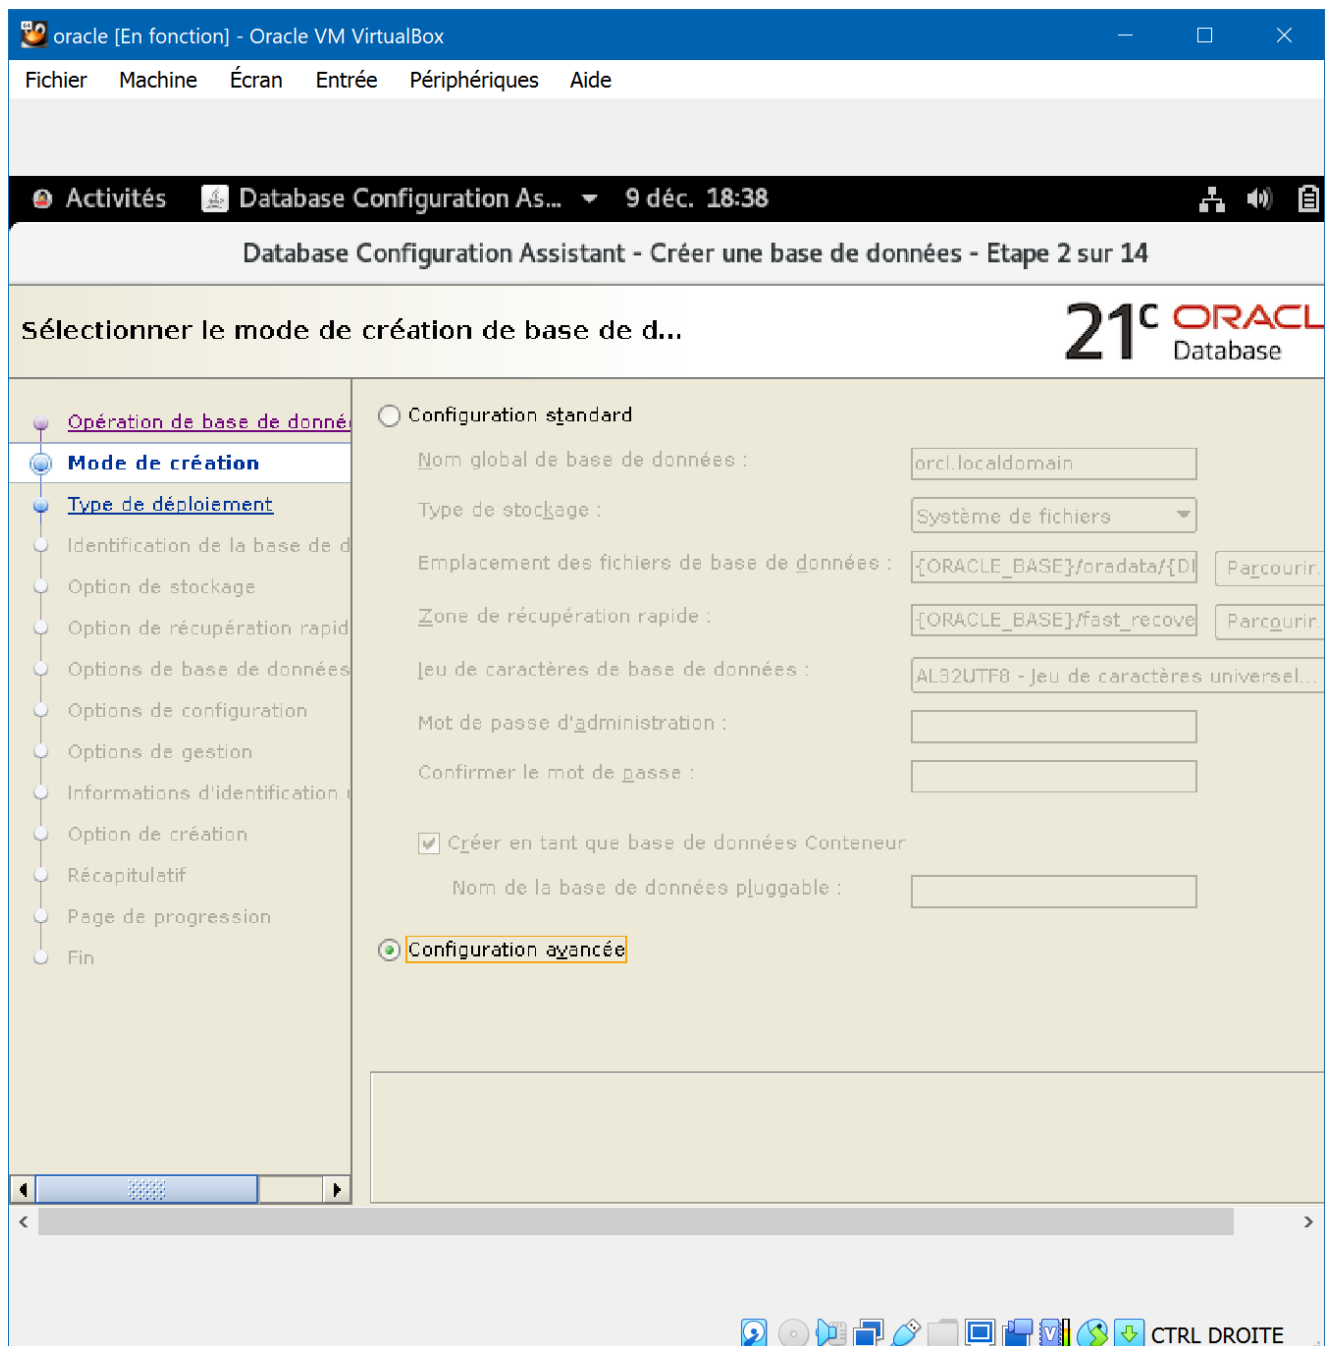 oracle [En fonction] - Oracle VM VirtualBox
Fichier Machine Écran Entrée Périphériques Aide
Activités Database Configuration As... 9 déc. 18:38
Database Configuration Assistant - Créer une base de données - Etape 2 sur 14
Sélectionner le mode de création de base de d...
21c ORACL
Database
Opération de base de donné
Mode de création
Type de déploiement
Identification de la base de d
Option de stockage
Option de récupération rapid
Options de base de données
Options de configuration
Options de gestion
Informations d'identification
Option de création
Récapitulatif
Page de progression
Fin
Configuration standard
Nom global de base de données : orcl.localdomain
Type de stockage : Système de fichiers
Emplacement des fichiers de base de données : {ORACLE_BASE}/oradata/{DI Parcourir.
Zone de récupération rapide : {ORACLE_BASE}/fast_recove Parcourir.
Jeu de caractères de base de données : AL32UTF8 - Jeu de caractères universel...
Mot de passe d'administration :
Confirmer le mot de passe :
Créer en tant que base de données Conteneur
Nom de la base de données pluggable :
Configuration avancée
CTRL DROITE